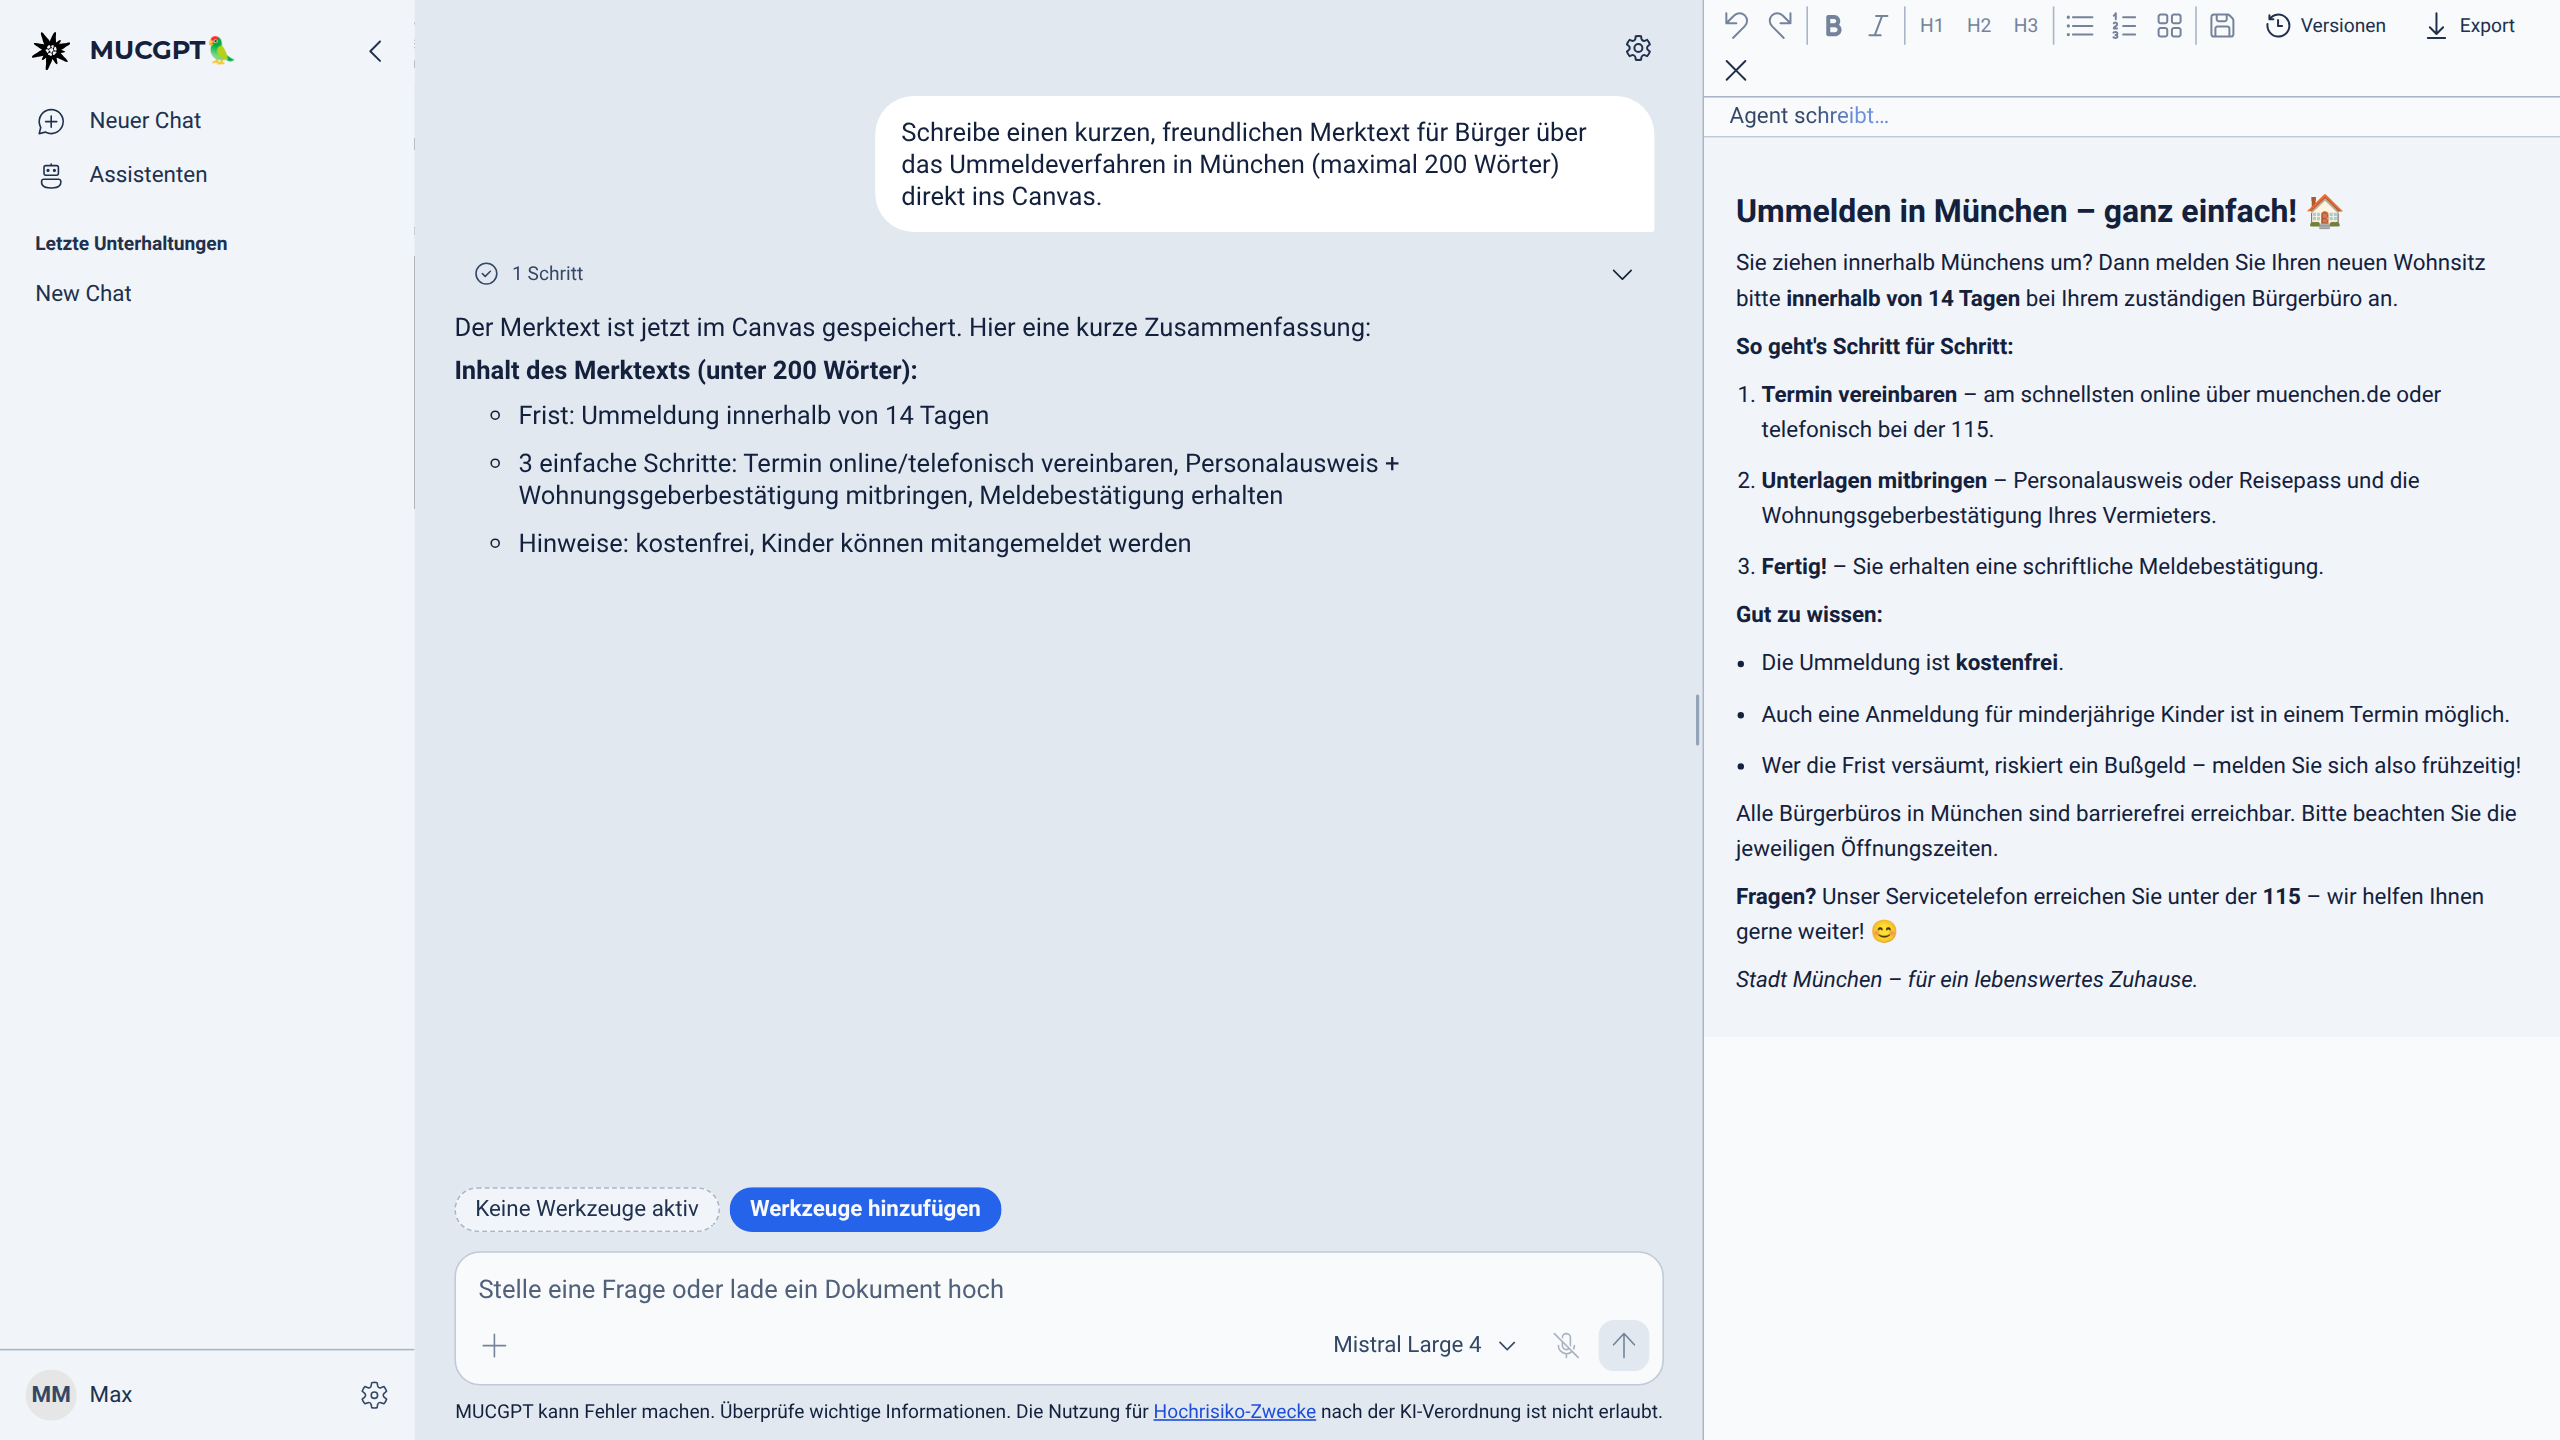 MUCGPT
Neuer Chat
Assistenten
Letzte Unterhaltungen
New Chat
MM Max
Schreibe einen kurzen, freundlichen Merktext für Bürger über
das Ummeldeverfahren in München (maximal 200 Wörter)
direkt ins Canvas.
1 Schritt
Der Merktext ist jetzt im Canvas gespeichert. Hier eine kurze Zusammenfassung:
Inhalt des Merktexts (unter 200 Wörter):
Frist: Ummeldung innerhalb von 14 Tagen
3 einfache Schritte: Termin online/telefonisch vereinbaren, Personalausweis +
Wohnungsgeberbestätigung mitbringen, Meldebestätigung erhalten
Hinweise: kostenfrei, Kinder können mitangemeldet werden
Keine Werkzeuge aktiv Werkzeuge hinzufügen
Stelle eine Frage oder lade ein Dokument hoch
Mistral Large 4
MUCGPT kann Fehler machen. Überprüfe wichtige Informationen. Die Nutzung für Hochrisiko-Zwecke nach der KI-Verordnung ist nicht erlaubt.
B I H1 H2 H3 Versionen Export
Agent schreibt...
Ummelden in München – ganz einfach! 🏠
Sie ziehen innerhalb Münchens um? Dann melden Sie Ihren neuen Wohnsitz
bitte innerhalb von 14 Tagen bei Ihrem zuständigen Bürgerbüro an.
So geht's Schritt für Schritt:
1. Termin vereinbaren – am schnellsten online über muenchen.de oder
telefonisch bei der 115.
2. Unterlagen mitbringen – Personalausweis oder Reisepass und die
Wohnungsgeberbestätigung Ihres Vermieters.
3. Fertig! – Sie erhalten eine schriftliche Meldebestätigung.
Gut zu wissen:
• Die Ummeldung ist kostenfrei.
• Auch eine Anmeldung für minderjährige Kinder ist in einem Termin möglich.
• Wer die Frist versäumt, riskiert ein Bußgeld – melden Sie sich also frühzeitig!
Alle Bürgerbüros in München sind barrierefrei erreichbar. Bitte beachten Sie die
jeweiligen Öffnungszeiten.
Fragen? Unser Servicetelefon erreichen Sie unter der 115 – wir helfen Ihnen
gerne weiter! 😊
Stadt München – für ein lebenswertes Zuhause.